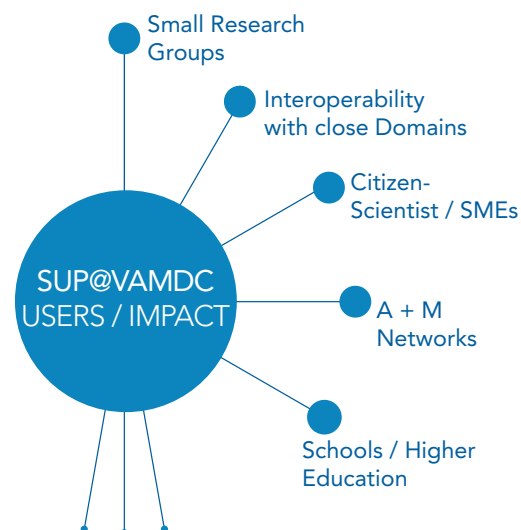 Small Research
Groups
Interoperability
with close Domains
Citizen-
Scientist / SMEs
SUP@VAMDC
USERS / IMPACT
A + M
Networks
Schools / Higher
Education